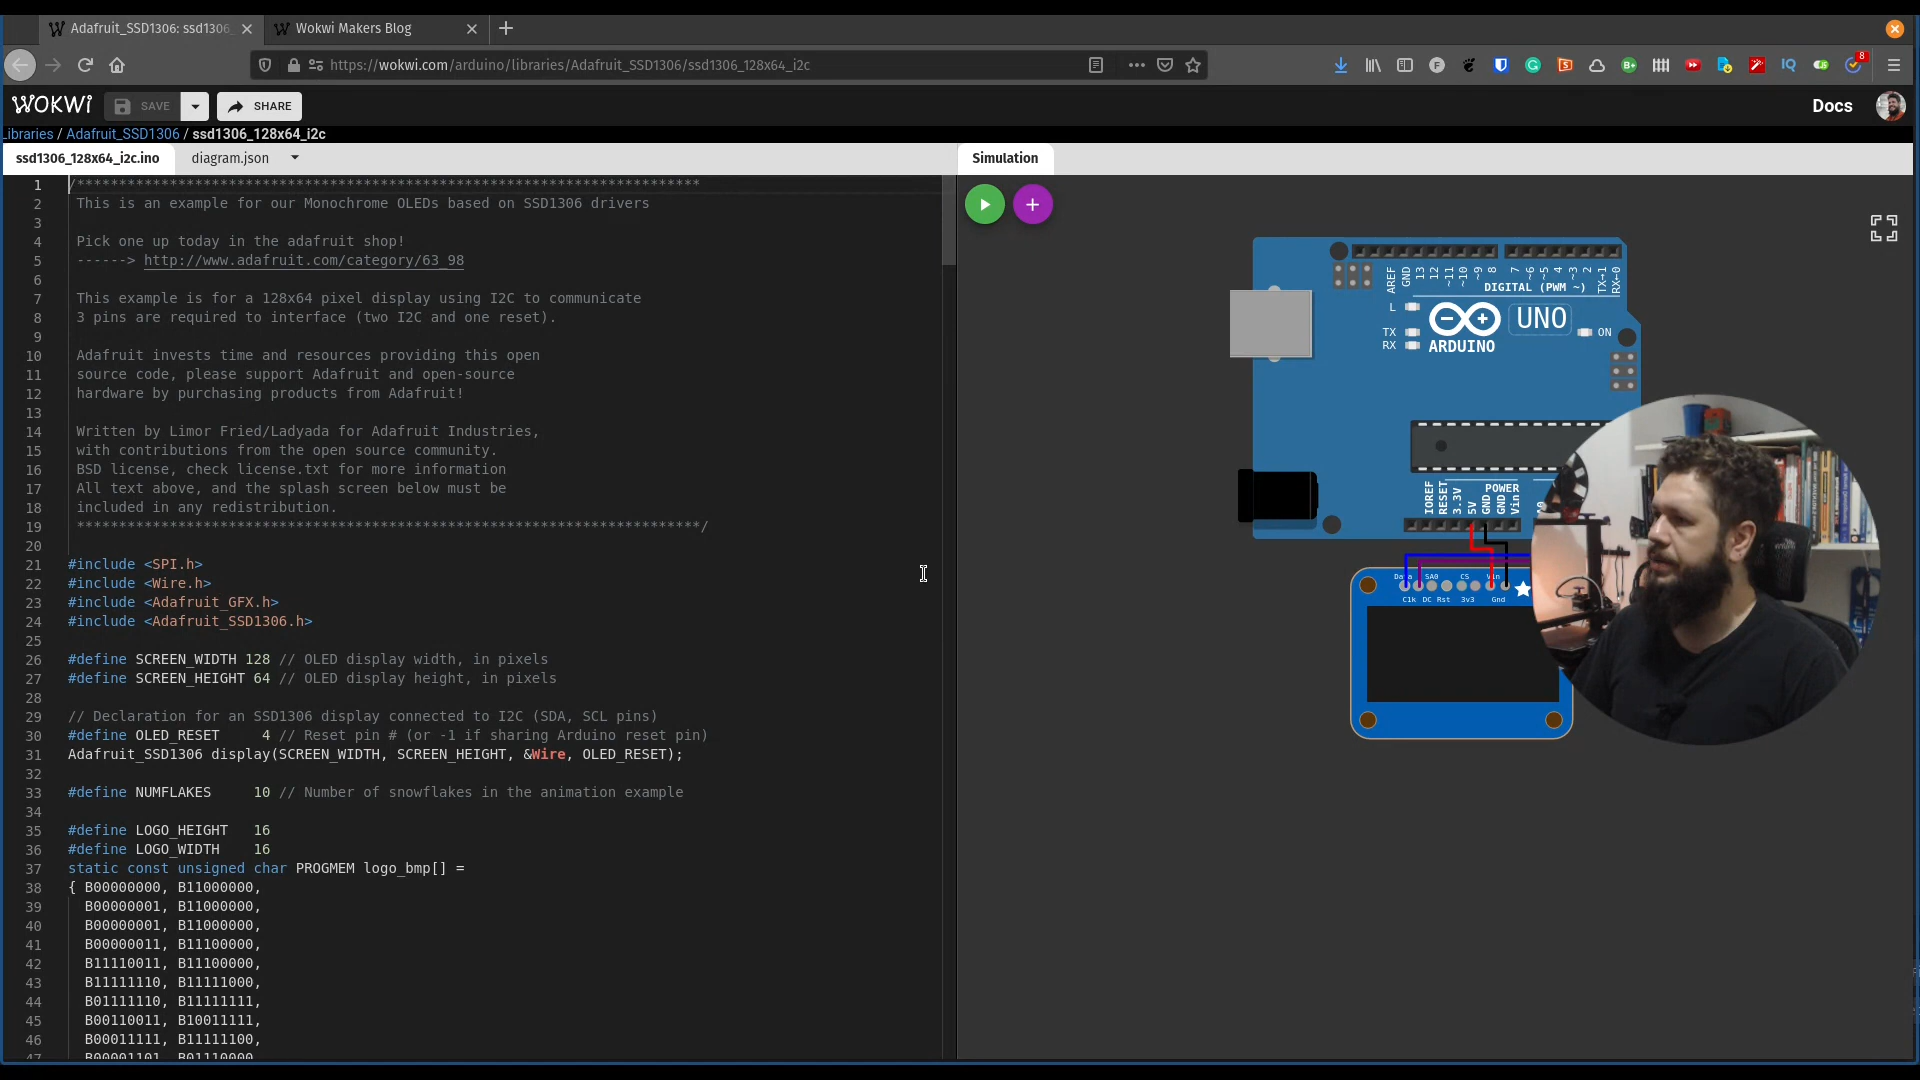 Adafruit_SSD1306: ssd1306_
Wokwi Makers Blog
https://wokwi.com/arduino/libraries/Adafruit_SSD1306/ssd1306_128x64_i2c
8
WOKWi
SAVE
SHARE
Docs
Libraries / Adafruit_SSD1306 / ssd1306_128x64_i2c
ssd1306_128x64_i2c.ino
diagram.json
1 /**************************************************************************
2 This is an example for our Monochrome OLEDs based on SSD1306 drivers
3
4 Pick one up today in the adafruit shop!
5 ------> http://www.adafruit.com/category/63_98
6
7 This example is for a 128x64 pixel display using I2C to communicate
8 3 pins are required to interface (two I2C and one reset).
9
10 Adafruit invests time and resources providing this open
11 source code, please support Adafruit and open-source
12 hardware by purchasing products from Adafruit!
13
14 Written by Limor Fried/Ladyada for Adafruit Industries,
15 with contributions from the open source community.
16 BSD license, check license.txt for more information
17 All text above, and the splash screen below must be
18 included in any redistribution.
19 **************************************************************************/
20
21 #include <SPI.h>
22 #include <Wire.h>
23 #include <Adafruit_GFX.h>
24 #include <Adafruit_SSD1306.h>
25
26 #define SCREEN_WIDTH 128 // OLED display width, in pixels
27 #define SCREEN_HEIGHT 64 // OLED display height, in pixels
28
29 // Declaration for an SSD1306 display connected to I2C (SDA, SCL pins)
30 #define OLED_RESET     4 // Reset pin # (or -1 if sharing Arduino reset pin)
31 Adafruit_SSD1306 display(SCREEN_WIDTH, SCREEN_HEIGHT, &Wire, OLED_RESET);
32
33 #define NUMFLAKES     10 // Number of snowflakes in the animation example
34
35 #define LOGO_HEIGHT   16
36 #define LOGO_WIDTH    16
37 static const unsigned char PROGMEM logo_bmp[] =
38 { B00000000, B11000000,
39 B00000001, B11000000,
40 B00000001, B11000000,
41 B00000011, B11100000,
42 B11110011, B11100000,
43 B11111110, B11111000,
44 B01111110, B11111111,
45 B00110011, B10011111,
46 B00011111, B11111100,
47 B00001101, B01110000
Simulation
AREF GND 13 12 ~11 ~10 ~9 8 7 ~6 ~5 4 ~3 2 TX→1 RX←0
DIGITAL (PWM ~)
L
TX
RX
UNO
ON
ARDUINO
POWER
IOREF RESET 3.3V 5V GND GND Vin
Data SA0 CS Vin
Clk DC Rst 3v3 Gnd